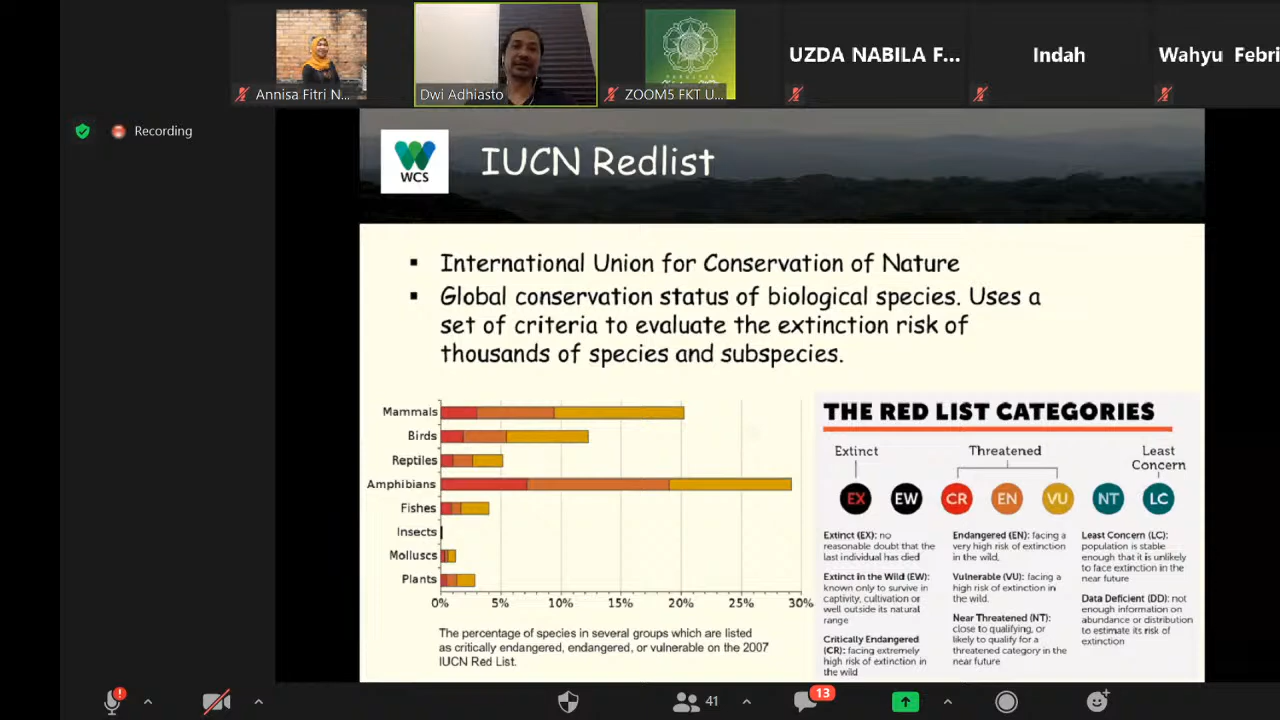 UZDA NABILA F...
Indah
Wahyu Febri
Annisa Fitri N...
Dwi Adhiasto
ZOOM5 FKT U...
Recording
WCS
IUCN Redlist
▪ International Union for Conservation of Nature
▪ Global conservation status of biological species. Uses a
set of criteria to evaluate the extinction risk of
thousands of species and subspecies.
Mammals
Birds
Reptiles
Amphibians
Fishes
Insects
Molluscs
Plants
0% 5% 10% 15% 20% 25% 30%
The percentage of species in several groups which are listed
as critically endangered, endangered, or vulnerable on the 2007
IUCN Red List.
THE RED LIST CATEGORIES
Extinct
Threatened
Least
Concern
EX EW CR EN VU NT LC
Extinct (EX): no
reasonable doubt that the
last individual has died
Extinct in the Wild (EW):
known only to survive in
captivity, cultivation or
well outside its natural
range
Critically Endangered
(CR): facing extremely
high risk of extinction in
the wild
Endangered (EN): facing a
very high risk of extinction
in the wild.
Vulnerable (VU): facing a
high risk of extinction in
the wild.
Near Threatened (NT):
close to qualifying, or
likely to qualify for a
threatened category in the
near future
Least Concern (LC):
population is stable
enough that it is unlikely
to face extinction in the
near future
Data Deficient (DD): not
enough information on
abundance or distribution
to estimate its risk of
extinction
41
13